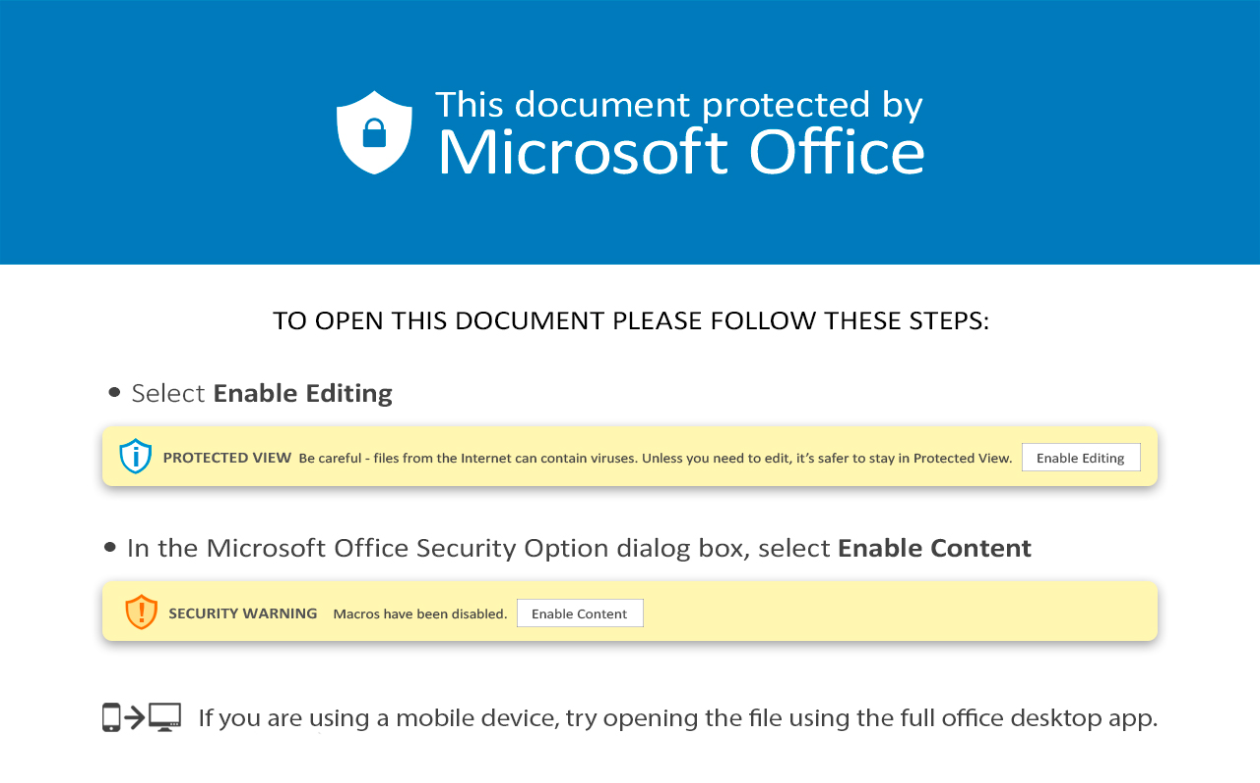 This document protected by
Microsoft Office
TO OPEN THIS DOCUMENT PLEASE FOLLOW THESE STEPS:
• Select Enable Editing
PROTECTED VIEW Be careful - files from the Internet can contain viruses. Unless you need to edit, it's safer to stay in Protected View. Enable Editing
• In the Microsoft Office Security Option dialog box, select Enable Content
SECURITY WARNING Macros have been disabled. Enable Content
If you are using a mobile device, try opening the file using the full office desktop app.